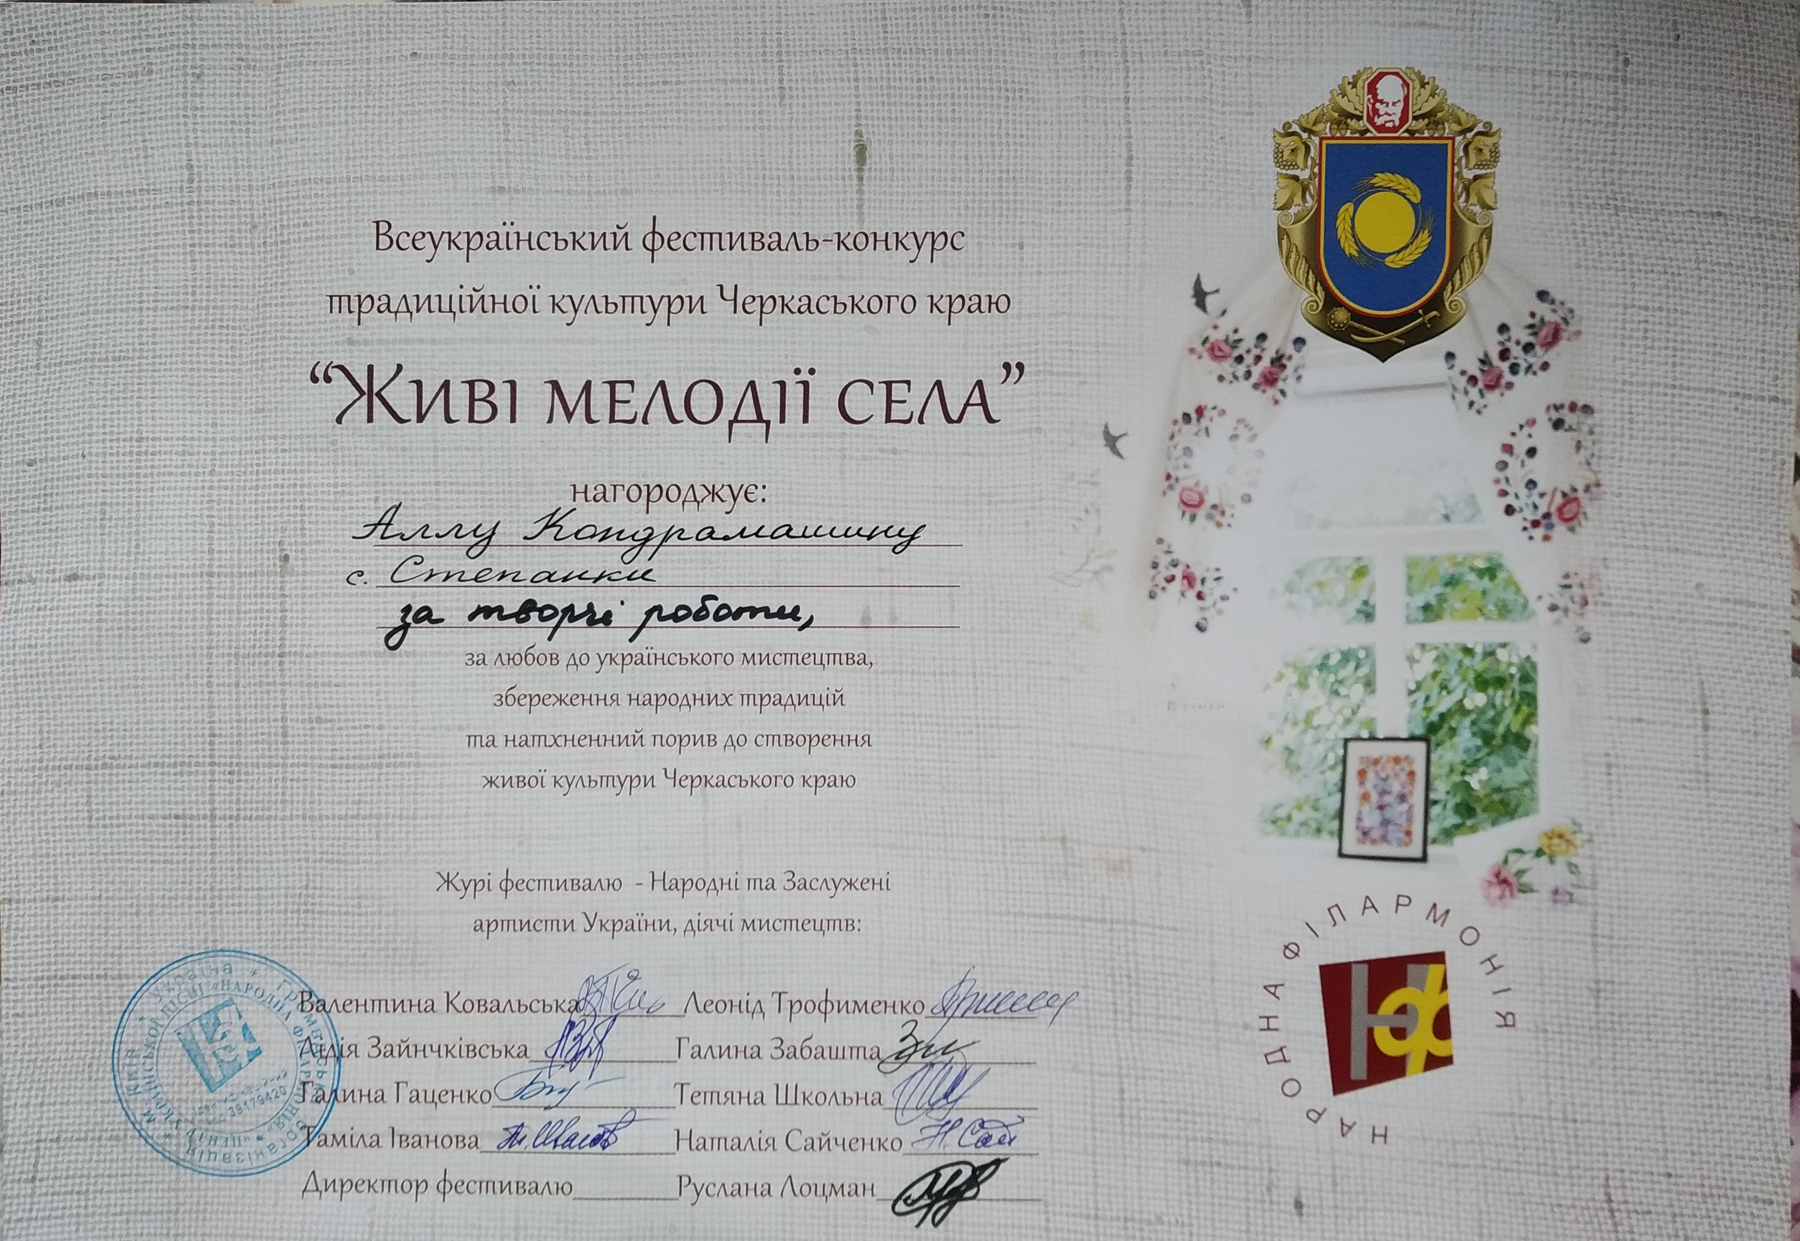 Всеукраїнський фестиваль-конкурс
традиційної культури Черкаського краю
“Живі мелодії села”
нагороджує:
Аллу Кондрамашину
с. Степанки
за творчі роботи,
за любов до українського мистецтва,
збереження народних традицій
та натхненний порив до створення
живої культури Черкаського краю
Журі фестивалю - Народні та Заслужені
артисти України, діячі мистецтв:
Валентина Ковальська Леонід Трофименко
Лідія Зайнчківська Галина Забашта
Галина Гаценко Тетяна Школьна
Таміла Іванова Наталія Сайченко
Директор фестивалю Руслана Лоцман
НАРОДНА ФІЛАРМОНІЯ
НФ
Україна
38179420